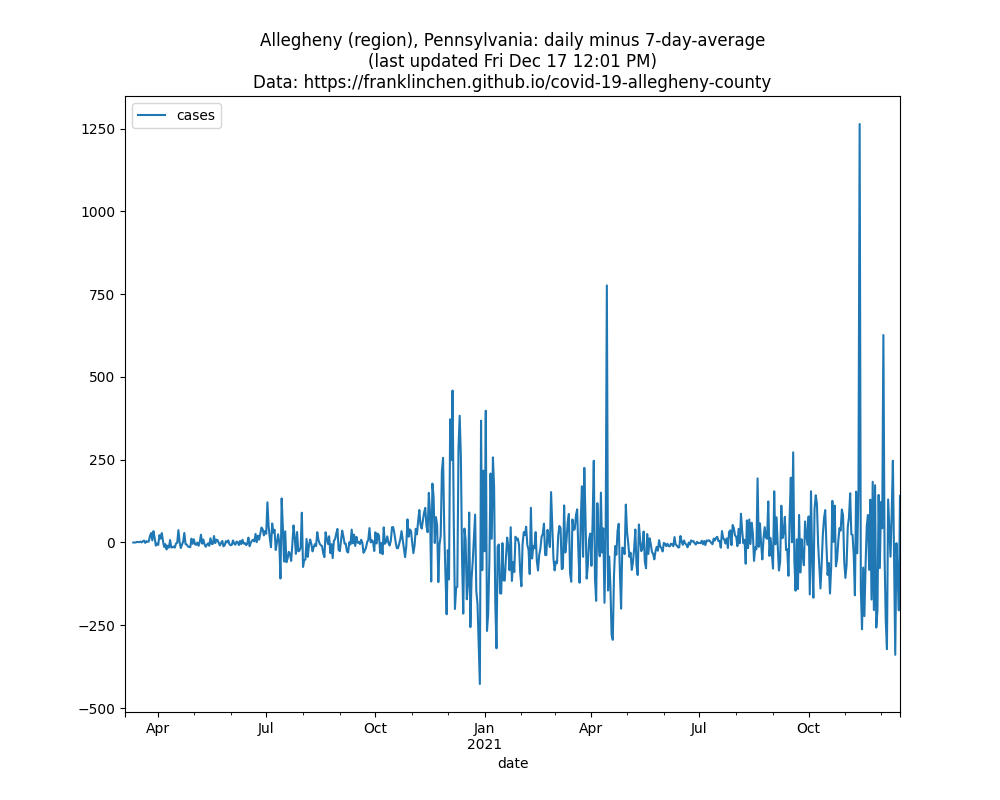 Allegheny (region), Pennsylvania: daily minus 7-day-average
(last updated Fri Dec 17 12:01 PM)
Data: https://franklinchen.github.io/covid-19-allegheny-county
cases
1250
1000
750
500
250
0
−250
−500
Apr Jul Oct Jan Apr Jul Oct
2021
date